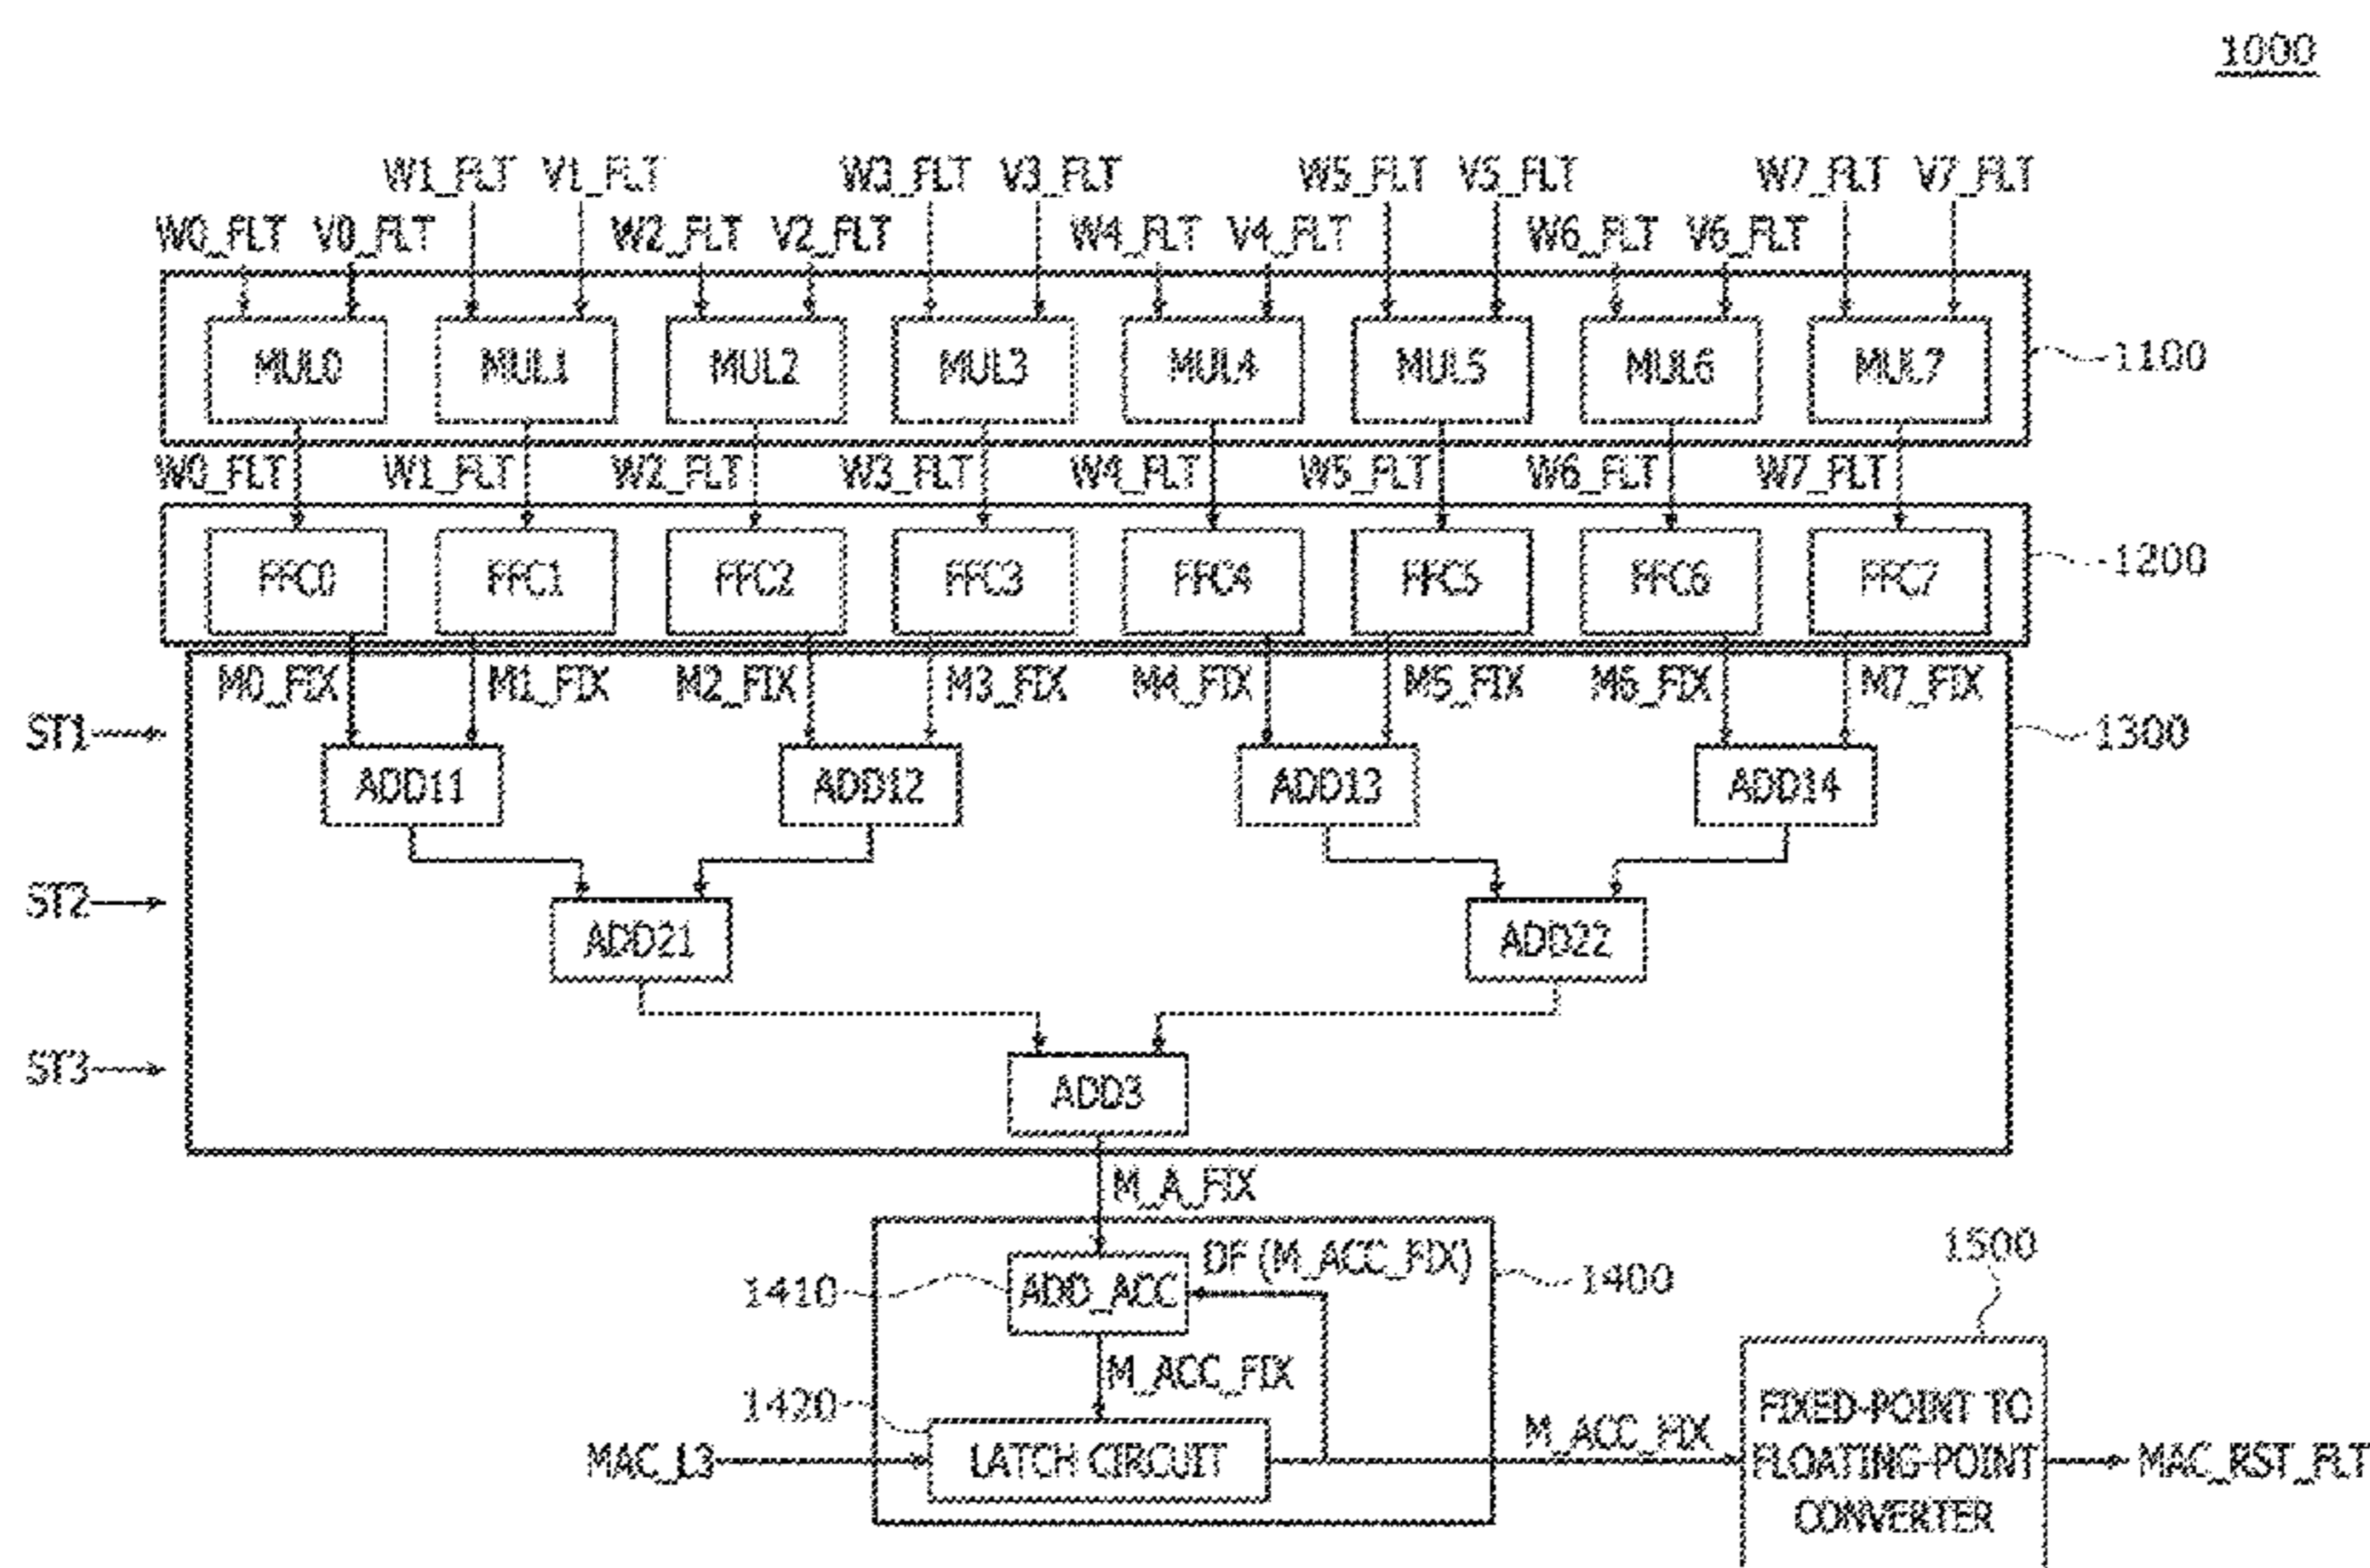 1000
W1_FLT V1_FLT W3_FLT V3_FLT W5_FLT V5_FLT W7_FLT V7_FLT
W0_FLT V0_FLT W2_FLT V2_FLT W4_FLT V4_FLT W6_FLT V6_FLT
MUL0 MUL1 MUL2 MUL3 MUL4 MUL5 MUL6 MUL7 1100
W0_FLT W1_FLT W2_FLT W3_FLT W4_FLT W5_FLT W6_FLT W7_FLT
FFC0 FFC1 FFC2 FFC3 FFC4 FFC5 FFC6 FFC7 1200
M0_FIX M1_FIX M2_FIX M3_FIX M4_FIX M5_FIX M6_FIX M7_FIX
ST1 1300
ADD11 ADD12 ADD13 ADD14
ST2
ADD21 ADD22
ST3
ADD3
M_A_FIX
DF (M_ACC_FIX) 1500
1410 ADD_ACC 1400
M_ACC_FIX
1420 FIXED-POINT TO
M_ACC_FIX
MAC_L3 LATCH CIRCUIT FLOATING-POINT MAC_RST_FLT
CONVERTER